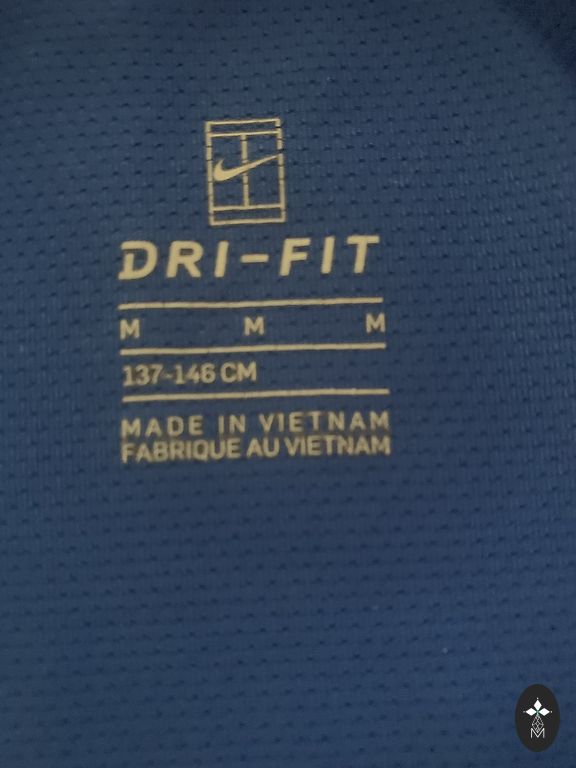 DRI-FIT
M M M
137-146 CM
MADE IN VIETNAM
FABRIQUE AU VIETNAM
M